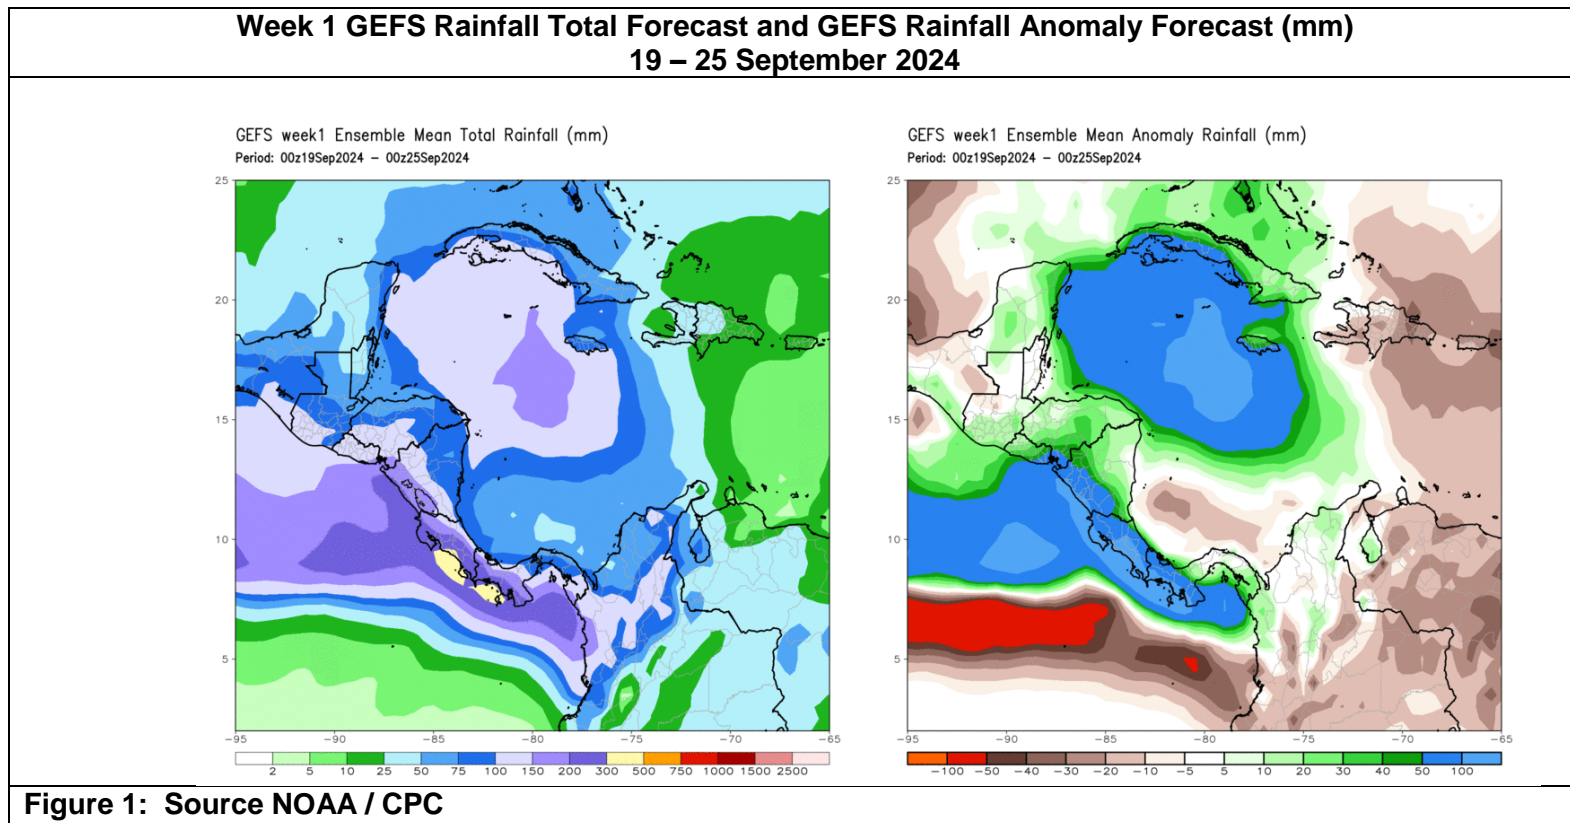 Week 1 GEFS Rainfall Total Forecast and GEFS Rainfall Anomaly Forecast (mm)
19 – 25 September 2024
GEFS week1 Ensemble Mean Total Rainfall (mm)
Period: 00z19Sep2024 – 00z25Sep2024
25
20
15
10
5
−95 −90 −85 −80 −75 −70 −65
2 5 10 25 50 75 100 150 200 300 500 750 1000 1500 2500
GEFS week1 Ensemble Mean Anomaly Rainfall (mm)
Period: 00z19Sep2024 – 00z25Sep2024
25
20
15
10
5
−95 −90 −85 −80 −75 −70 −65
−100 −50 −40 −30 −20 −10 −5 5 10 20 30 40 50 100
Figure 1: Source NOAA / CPC